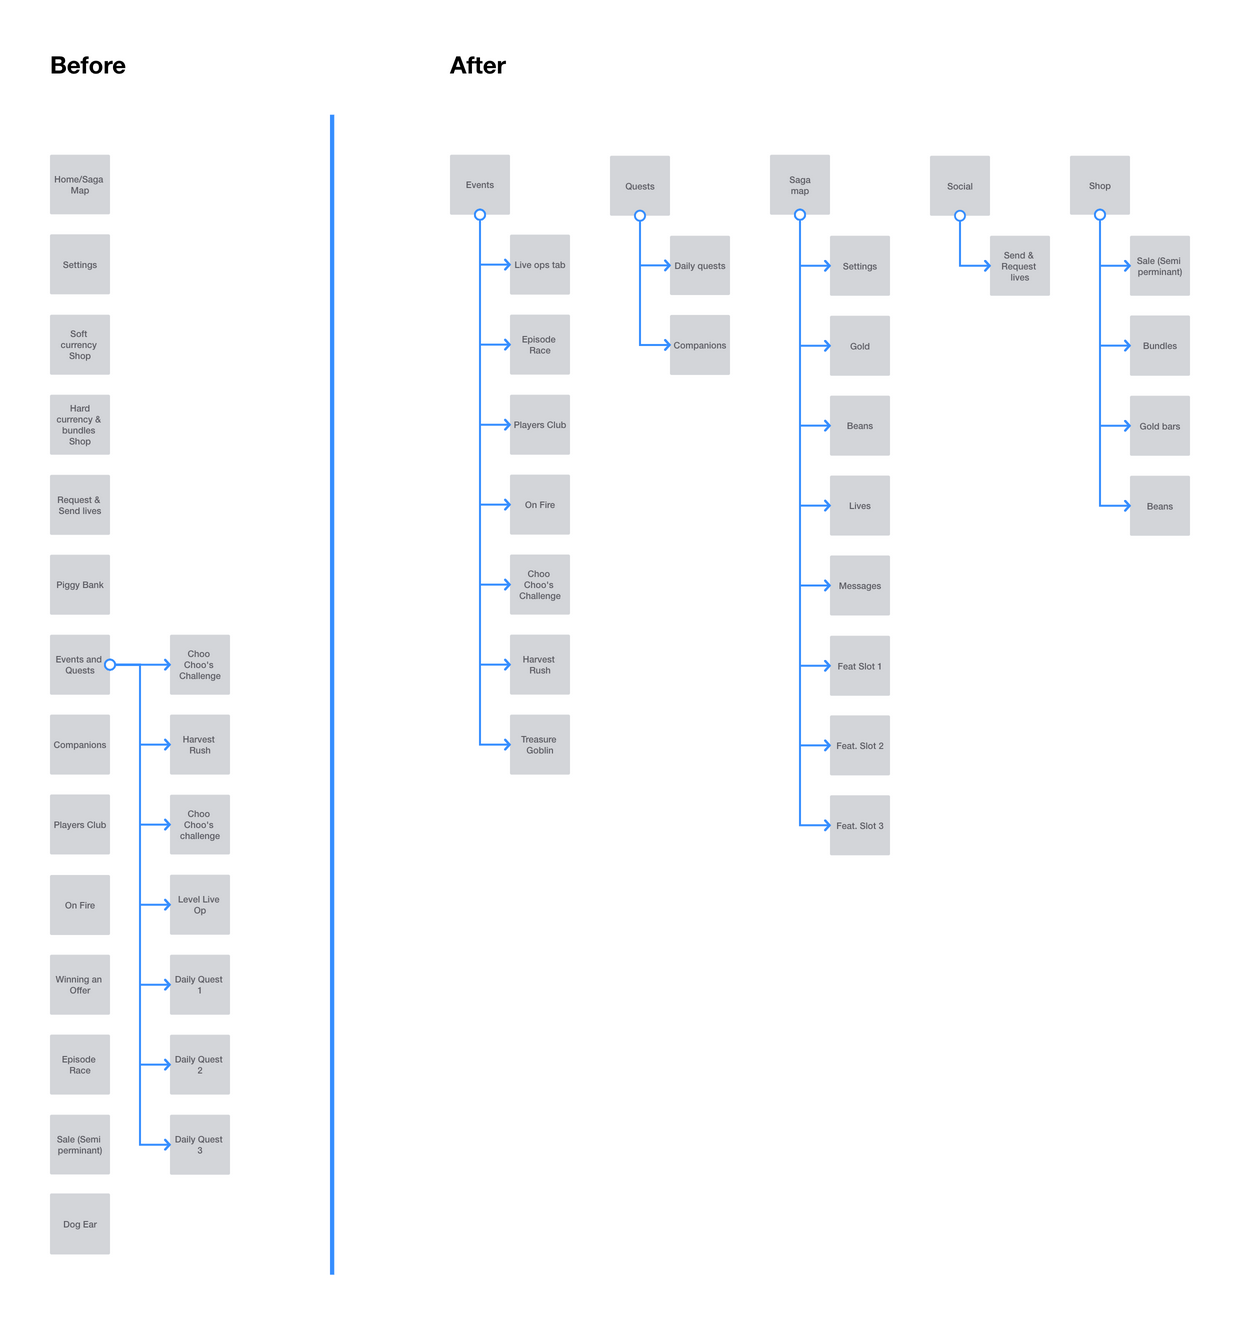 Before
Home/Saga
Map
Settings
Soft
currency
Shop
Hard
currency &
bundles
Shop
Request &
Send lives
Piggy Bank
Events and
Quests
Companions
Players Club
On Fire
Winning an
Offer
Episode
Race
Sale (Semi
perminant)
Dog Ear
Choo
Choo's
Challenge
Harvest
Rush
Choo
Choo's
challenge
Level Live
Op
Daily Quest
1
Daily Quest
2
Daily Quest
3
After
Events
Live ops tab
Episode
Race
Players Club
On Fire
Choo
Choo's
Challenge
Harvest
Rush
Treasure
Goblin
Quests
Daily quests
Companions
Saga
map
Settings
Gold
Beans
Lives
Messages
Feat Slot 1
Feat. Slot 2
Feat. Slot 3
Social
Send &
Request
lives
Shop
Sale (Semi
perminant)
Bundles
Gold bars
Beans